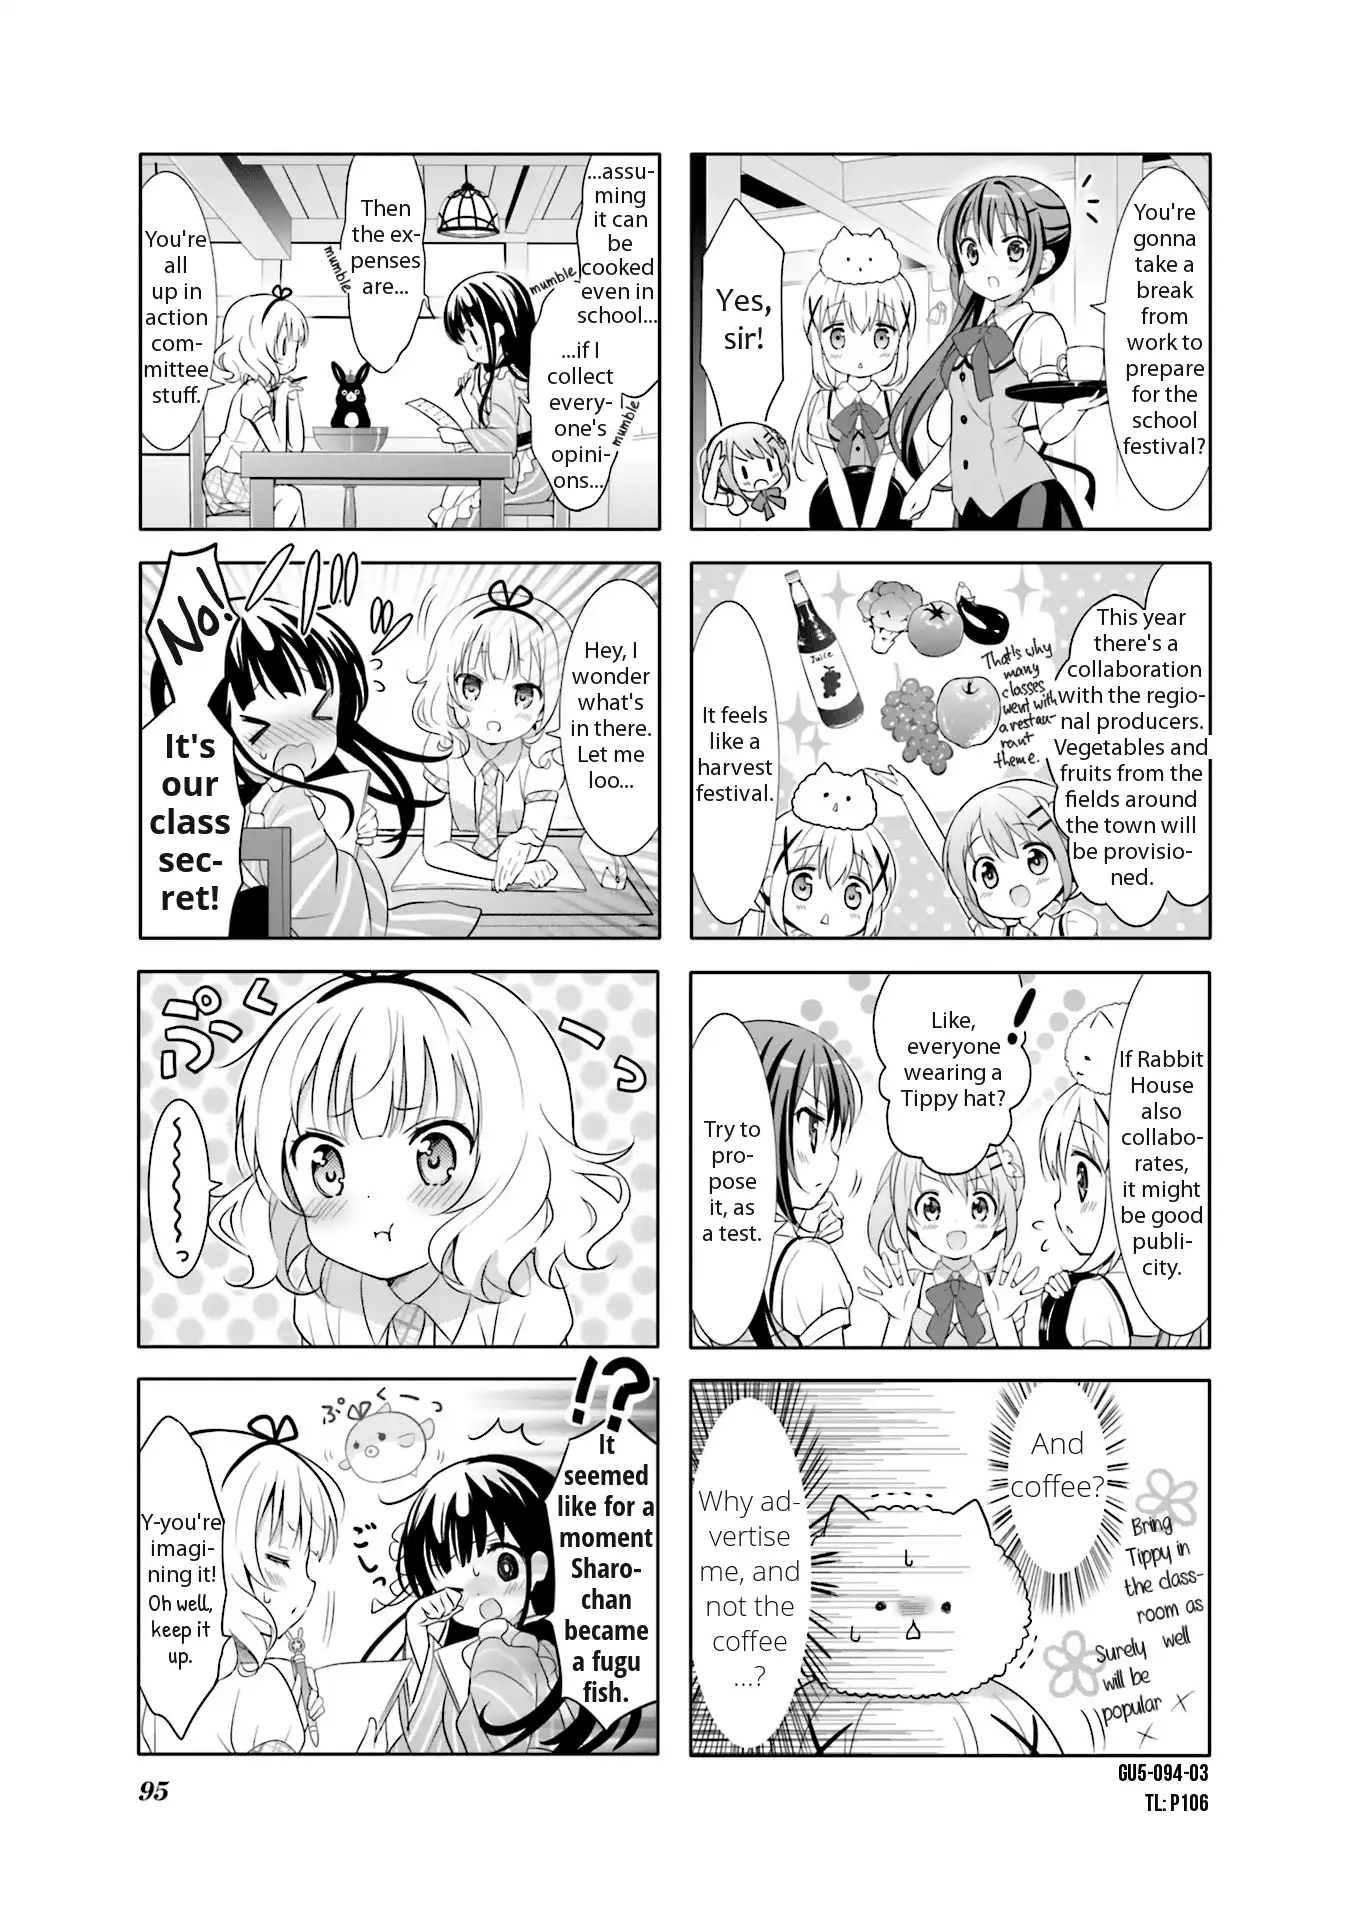 You're
gonna
take a
break
from
work to
prepare
for the
school
festival?
Yes,
sir!
This year
there's a
collaboration
with the regio-
nal producers.
Vegetables and
fruits from the
fields around
the town will
be provisio-
ned.
That's why
many
classes
went with
a restau-
rant
theme.
Juice
It feels
like a
harvest
festival.
If Rabbit
House
also
collabo-
rates,
it might
be good
publi-
city.
Like,
everyone
wearing a
Tippy hat?
!
Try to
pro-
pose
it, as
a test.
And
coffee?
Bring
Tippy in
the class-
room as
well
Surely
will be
popular
Why ad-
vertise
me, and
not the
coffee
...?
...assu-
ming
it can
be
cooked
even in
school...
...if I
collect
every-
one's
opini-
ons...
mumble
mumble
Then
the ex-
penses
are...
mumble
You're
all
up in
action
com-
mittee
stuff.
Hey, I
wonder
what's
in there.
Let me
loo...
No!
It's
our
class
sec-
ret!
ぷくーっ
!?
It
seemed
like for a
moment
Sharo-
chan
became
a fugu
fish.
ぷくーっ
ごしっ
Y-you're
imagi-
ning it!
Oh well,
keep it
up.
95
GU5-094-03
TL: P106